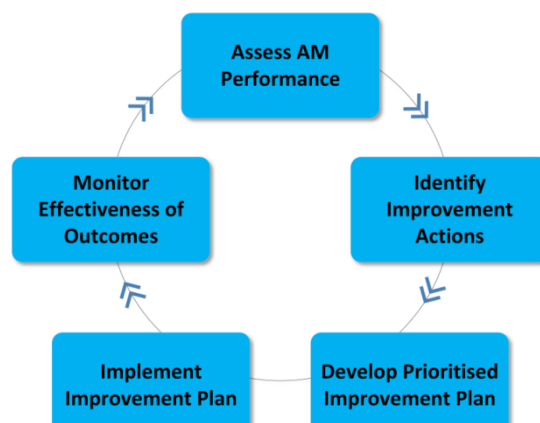 Assess AM
Performance
Identify
Improvement
Actions
Develop Prioritised
Improvement Plan
Implement
Improvement Plan
Monitor
Effectiveness of
Outcomes